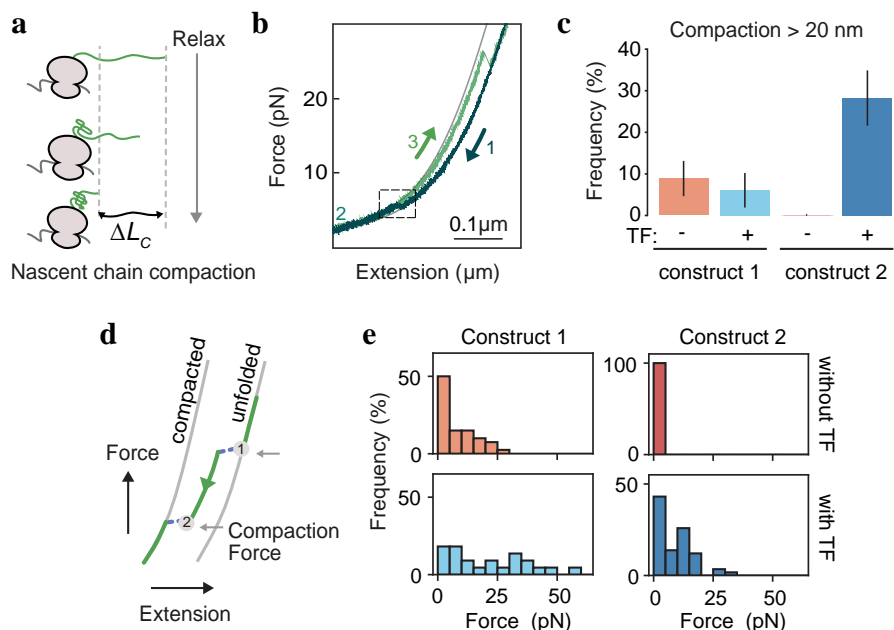 a
Relax
ΔL_C
Nascent chain compaction
b
Force (pN)
20
10
1
2
3
0.1μm
Extension (μm)
c
Compaction > 20 nm
Frequency (%)
40
30
20
10
0
TF: - + - +
construct 1 construct 2
d
compacted
unfolded
Force
1
2
Compaction
Force
Extension
e
Construct 1 Construct 2
Frequency (%)
50
0
100
0
without TF
50
0
50
0
with TF
0 25 50 0 25 50
Force (pN) Force (pN)